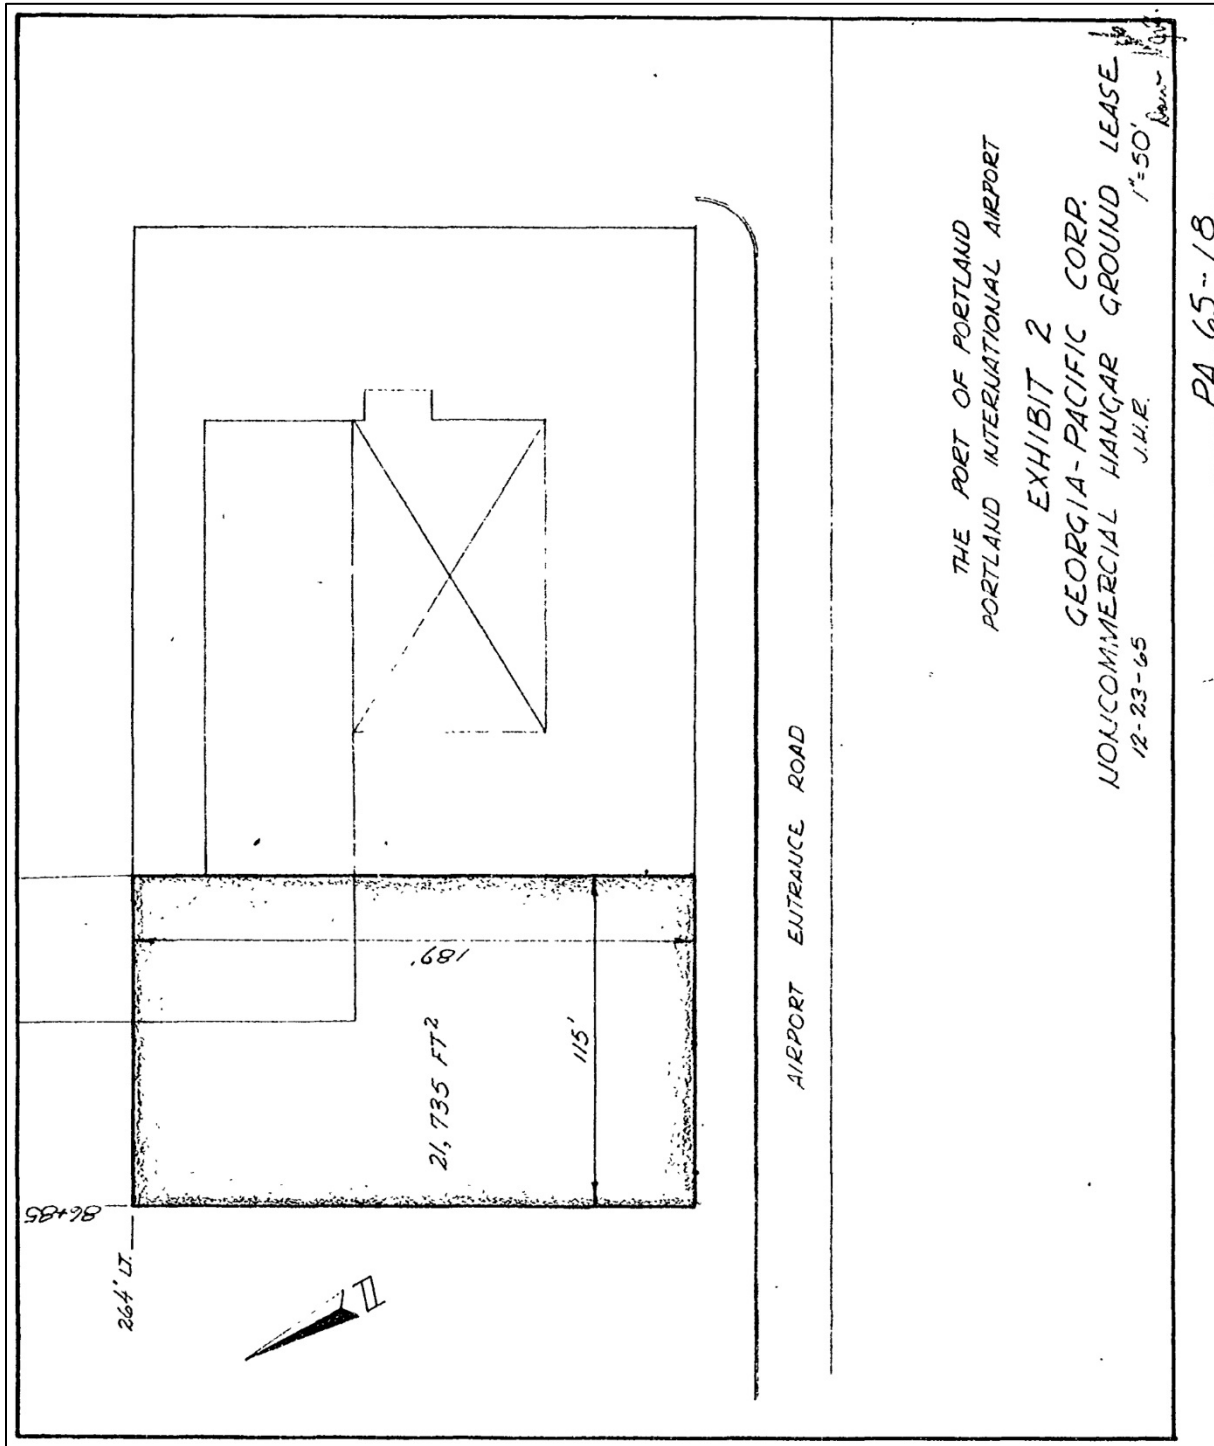 THE PORT OF PORTLAND
PORTLAND INTERNATIONAL AIRPORT
EXHIBIT 2
GEORGIA-PACIFIC CORP.
NONCOMMERCIAL HANGAR GROUND LEASE
12-23-65 J.H.R. 1"=50'
PA 65-18
AIRPORT ENTRANCE ROAD
189'
115'
21,735 FT²
86+85
264' LT.
N